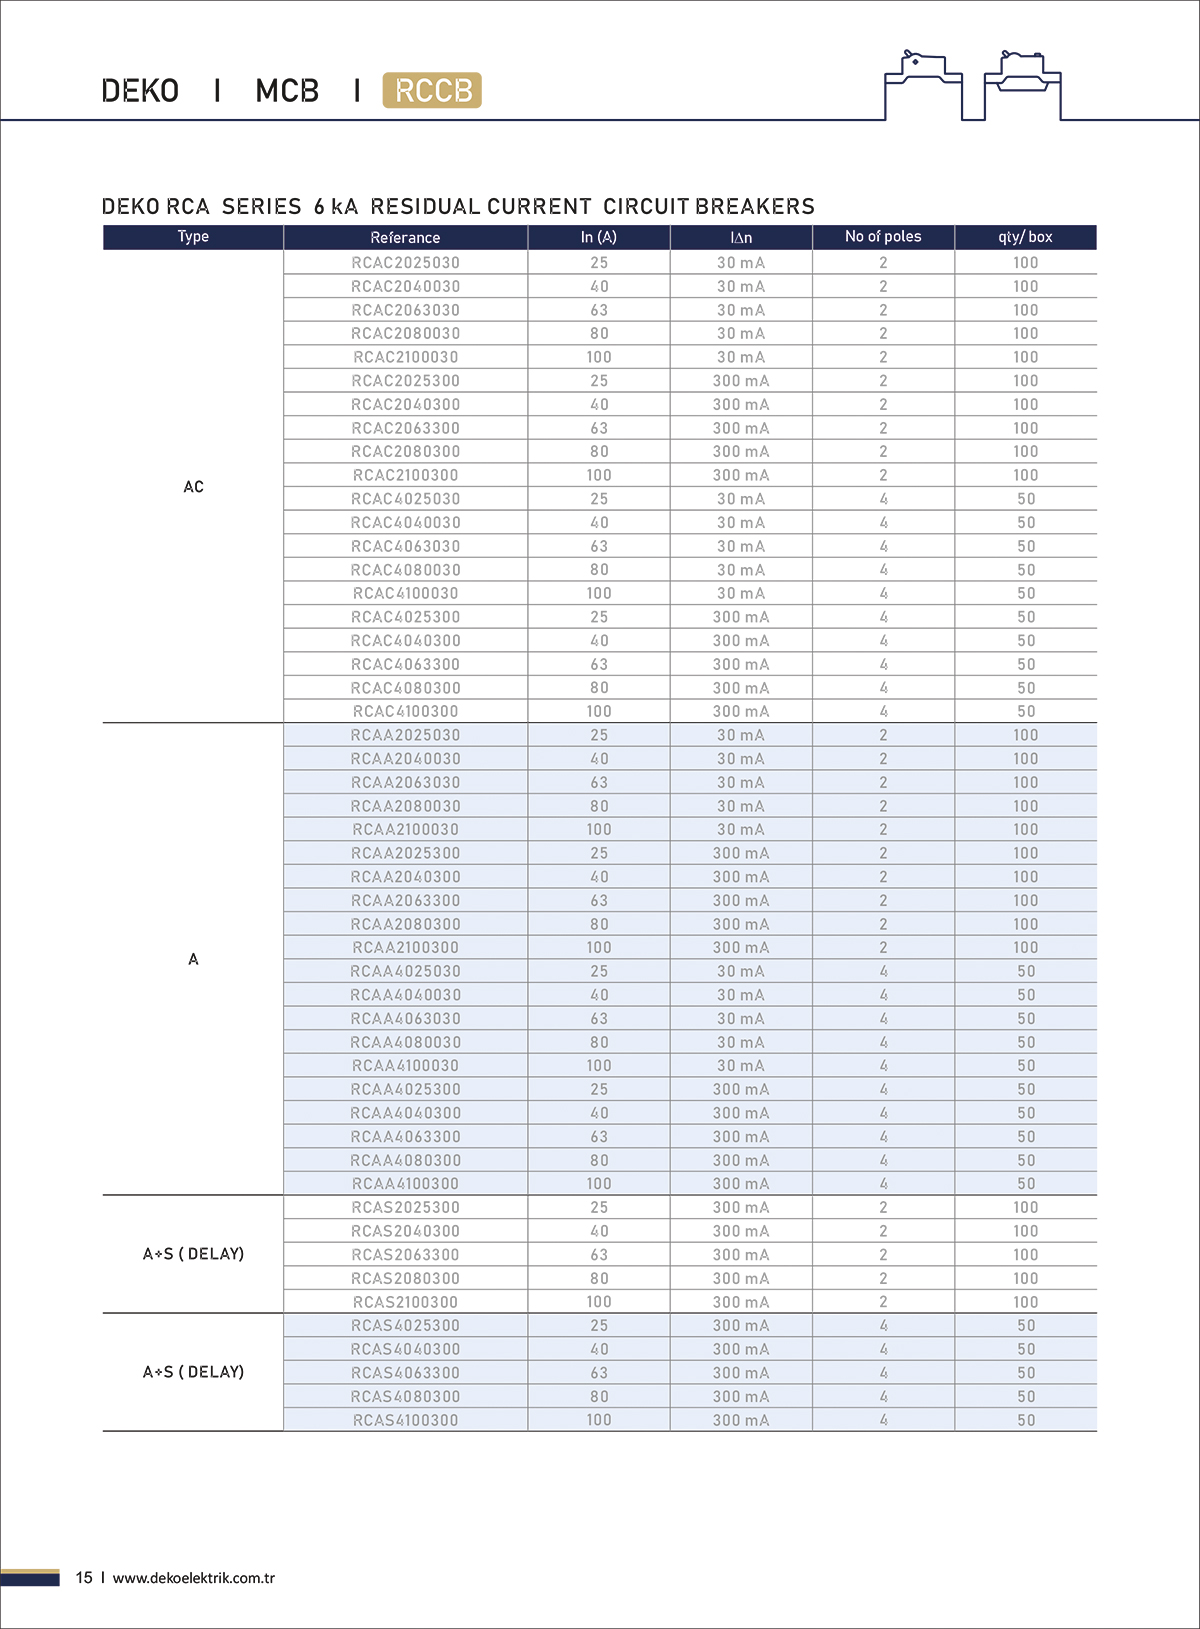 DEKO I MCB I RCCB
DEKO RCA SERIES 6 kA RESIDUAL CURRENT CIRCUIT BREAKERS
Type Referance In (A) I∆n No of poles qty/ box
RCAC2025030 25 30 mA 2 100
RCAC2040030 40 30 mA 2 100
RCAC2063030 63 30 mA 2 100
RCAC2080030 80 30 mA 2 100
RCAC2100030 100 30 mA 2 100
RCAC2025300 25 300 mA 2 100
RCAC2040300 40 300 mA 2 100
RCAC2063300 63 300 mA 2 100
RCAC2080300 80 300 mA 2 100
RCAC2100300 100 300 mA 2 100
AC
RCAC4025030 25 30 mA 4 50
RCAC4040030 40 30 mA 4 50
RCAC4063030 63 30 mA 4 50
RCAC4080030 80 30 mA 4 50
RCAC4100030 100 30 mA 4 50
RCAC4025300 25 300 mA 4 50
RCAC4040300 40 300 mA 4 50
RCAC4063300 63 300 mA 4 50
RCAC4080300 80 300 mA 4 50
RCAC4100300 100 300 mA 4 50
RCAA2025030 25 30 mA 2 100
RCAA2040030 40 30 mA 2 100
RCAA2063030 63 30 mA 2 100
RCAA2080030 80 30 mA 2 100
RCAA2100030 100 30 mA 2 100
RCAA2025300 25 300 mA 2 100
RCAA2040300 40 300 mA 2 100
RCAA2063300 63 300 mA 2 100
RCAA2080300 80 300 mA 2 100
RCAA2100300 100 300 mA 2 100
A
RCAA4025030 25 30 mA 4 50
RCAA4040030 40 30 mA 4 50
RCAA4063030 63 30 mA 4 50
RCAA4080030 80 30 mA 4 50
RCAA4100030 100 30 mA 4 50
RCAA4025300 25 300 mA 4 50
RCAA4040300 40 300 mA 4 50
RCAA4063300 63 300 mA 4 50
RCAA4080300 80 300 mA 4 50
RCAA4100300 100 300 mA 4 50
RCAS2025300 25 300 mA 2 100
RCAS2040300 40 300 mA 2 100
A+S ( DELAY) RCAS2063300 63 300 mA 2 100
RCAS2080300 80 300 mA 2 100
RCAS2100300 100 300 mA 2 100
RCAS4025300 25 300 mA 4 50
RCAS4040300 40 300 mA 4 50
A+S ( DELAY) RCAS4063300 63 300 mA 4 50
RCAS4080300 80 300 mA 4 50
RCAS4100300 100 300 mA 4 50
15 I www.dekoelektrik.com.tr